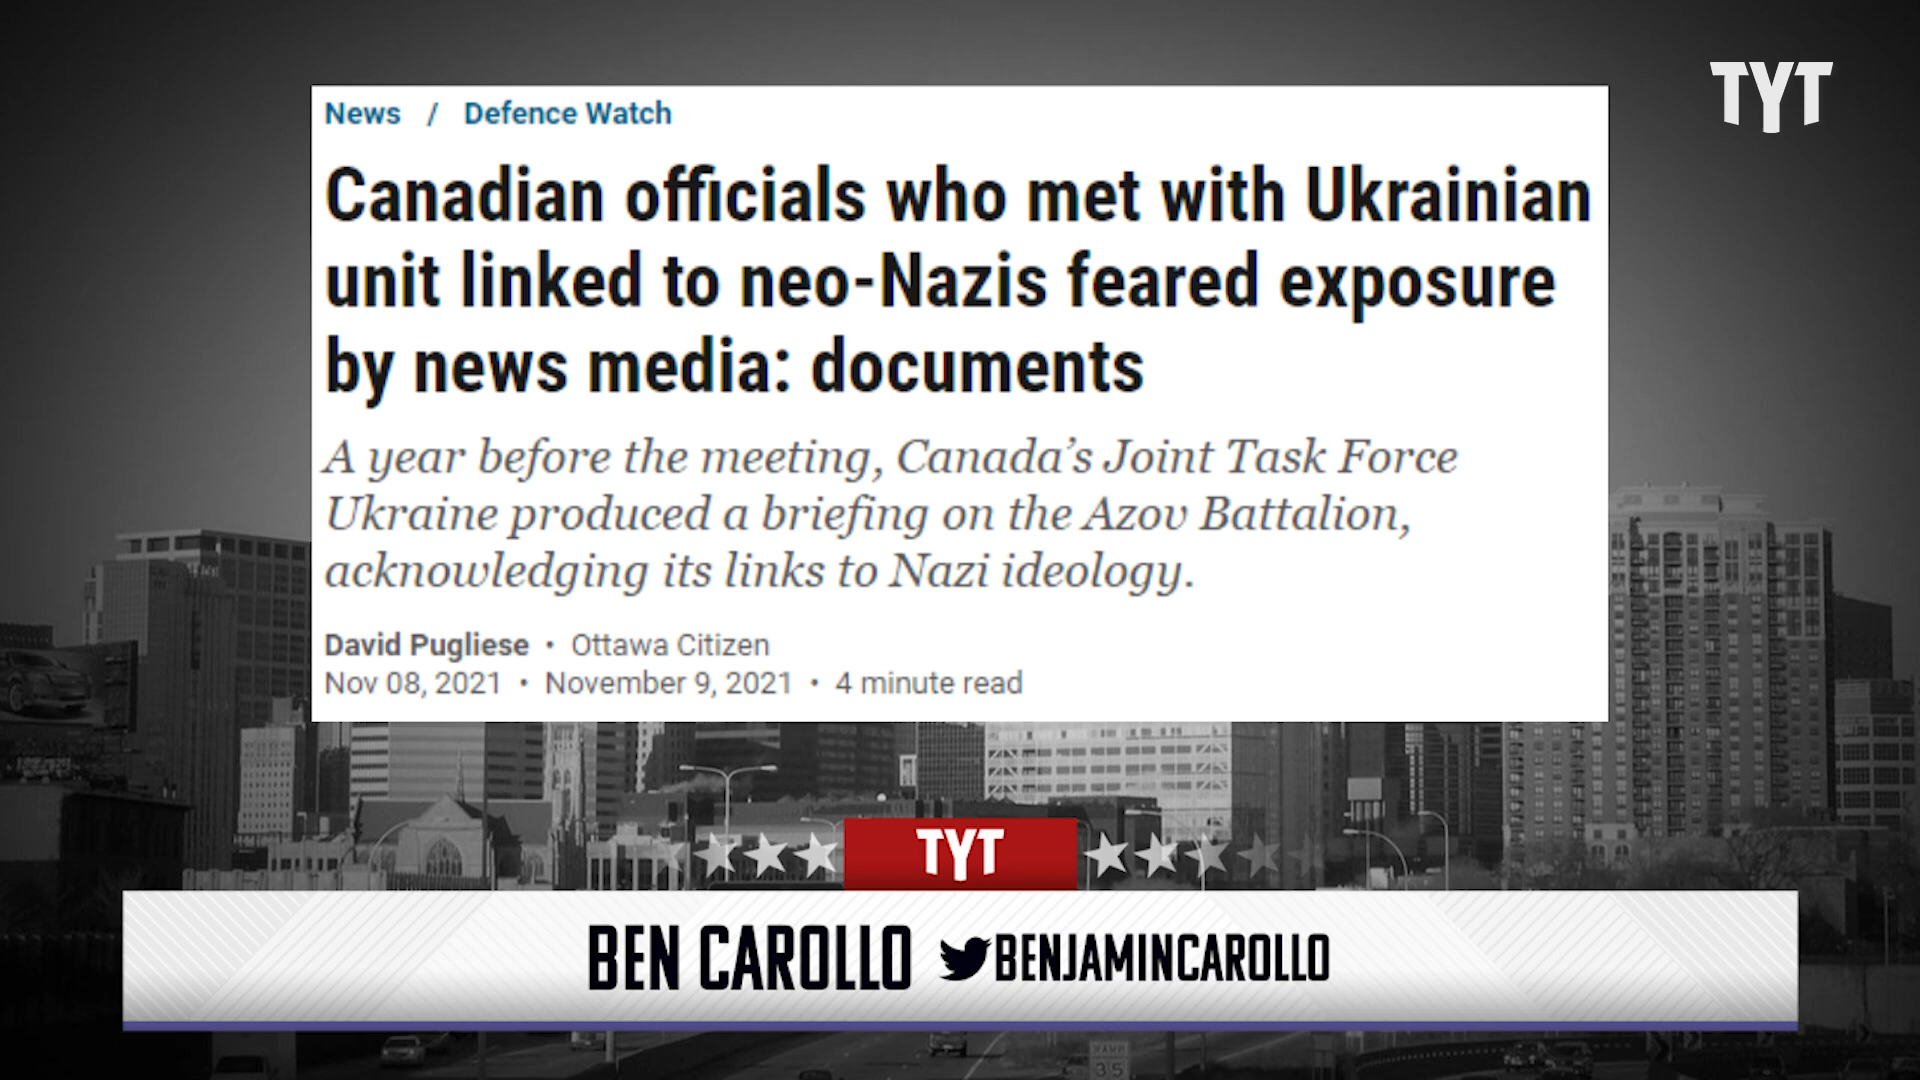 TYT
News / Defence Watch
Canadian officials who met with Ukrainian
unit linked to neo-Nazis feared exposure
by news media: documents
A year before the meeting, Canada's Joint Task Force
Ukraine produced a briefing on the Azov Battalion,
acknowledging its links to Nazi ideology.
David Pugliese • Ottawa Citizen
Nov 08, 2021 • November 9, 2021 • 4 minute read
TYT
BEN CAROLLO BENJAMINCAROLLO
RAMP
35